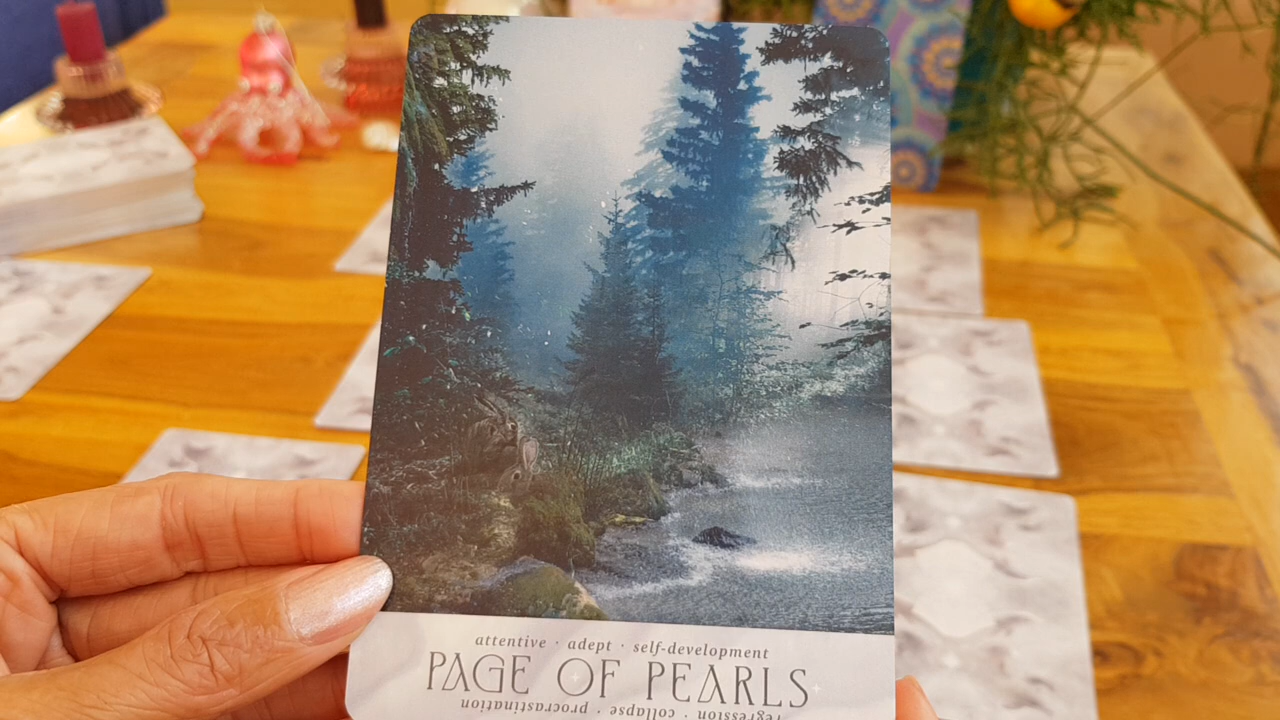 attentive · adept · self-development
PAGE OF PEARLS
regression · collapse · procrastination